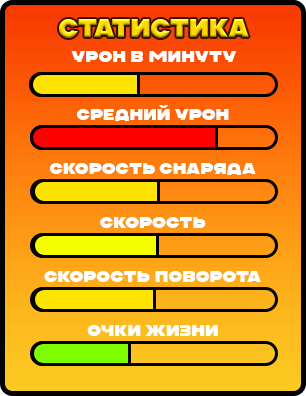 СТАТИСТИКА
УРОН В МИНУТУ
СРЕДНИЙ УРОН
СКОРОСТЬ СНАРЯДА
СКОРОСТЬ
СКОРОСТЬ ПОВОРОТА
ОЧКИ ЖИЗНИ